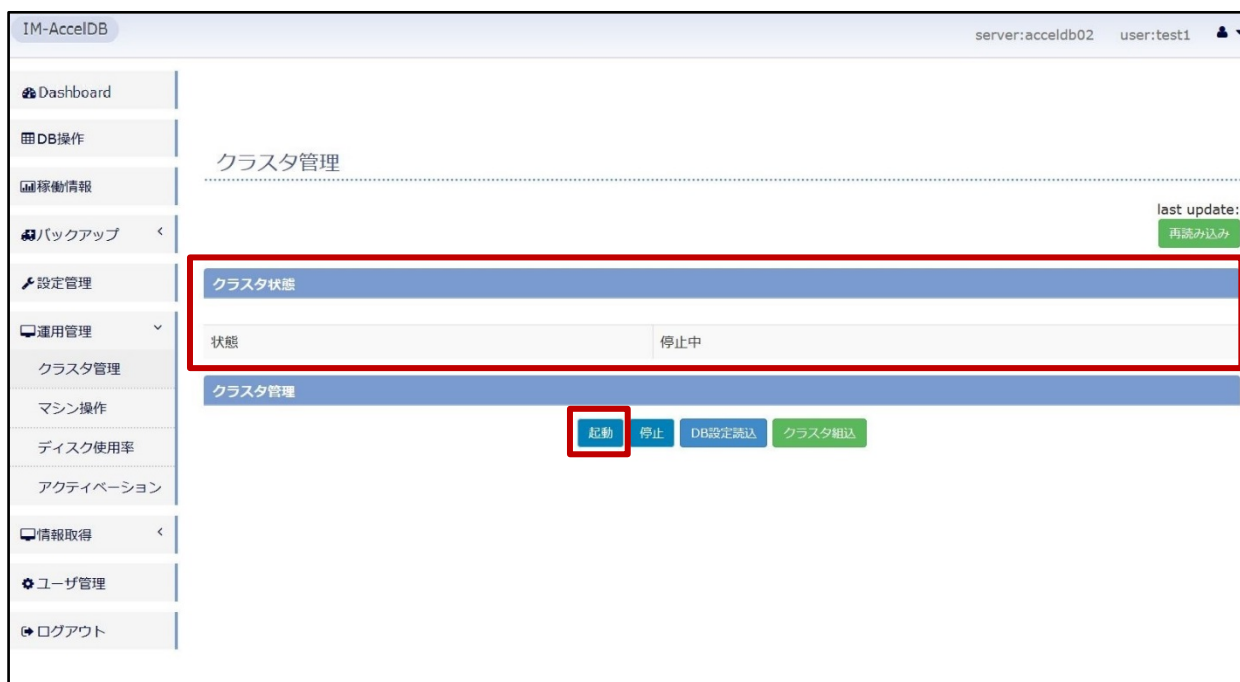 IM-AccelDB
server:acceldb02 user:test1
Dashboard
DB操作
稼働情報
バックアップ
設定管理
運用管理
クラスタ管理
マシン操作
ディスク使用率
アクティベーション
情報取得
ユーザ管理
ログアウト
クラスタ管理
last update:
再読み込み
クラスタ状態
状態 停止中
クラスタ管理
起動 停止 DB設定読込 クラスタ組込